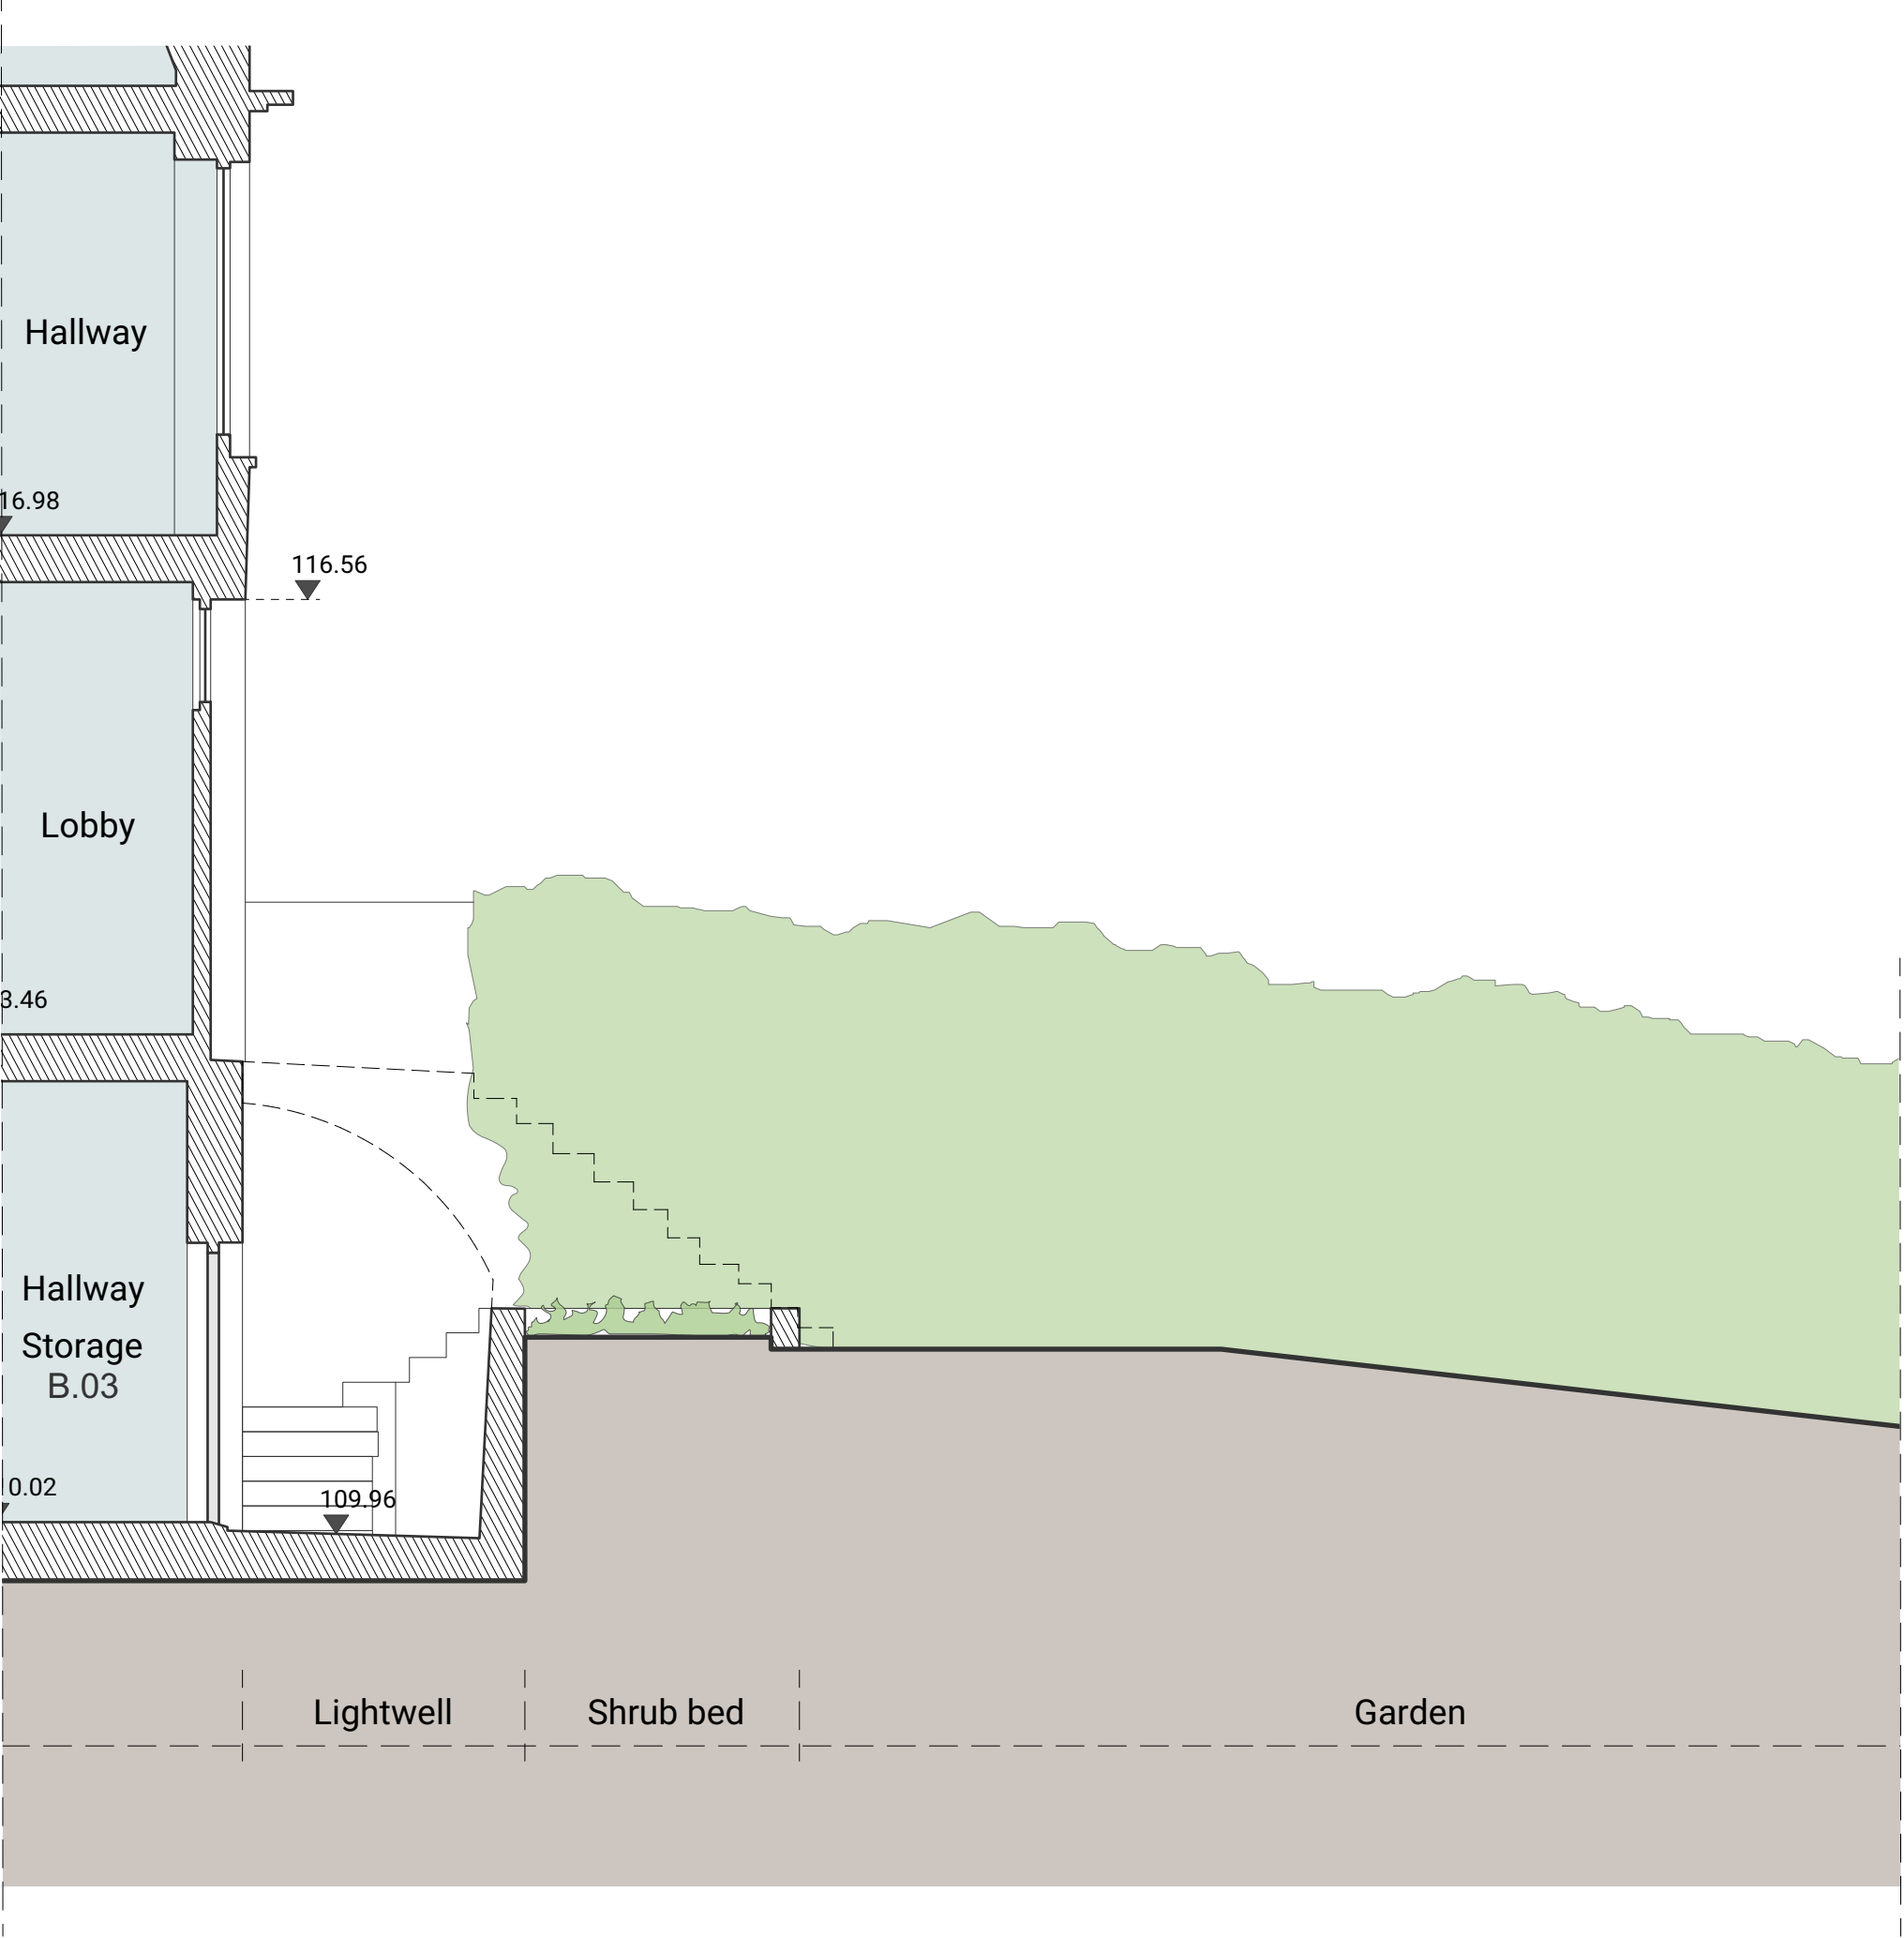 Hallway
16.98
116.56
Lobby
3.46
Hallway
Storage
B.03
0.02
109.96
Lightwell
Shrub bed
Garden